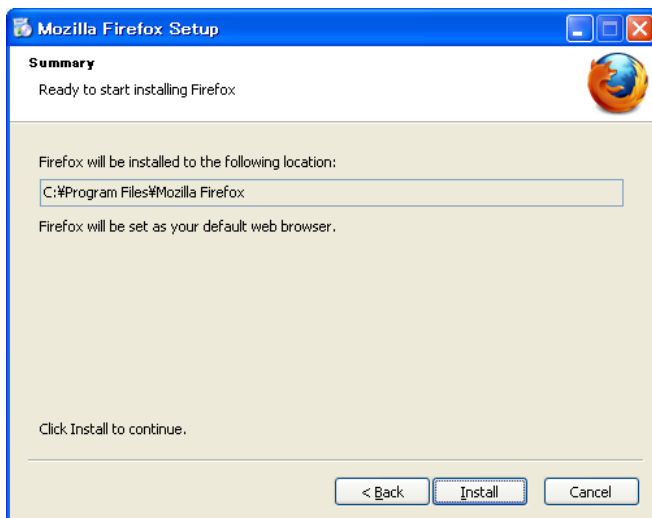 Mozilla Firefox Setup
Summary
Ready to start installing Firefox
Firefox will be installed to the following location:
C:¥Program Files¥Mozilla Firefox
Firefox will be set as your default web browser.
Click Install to continue.
< Back Install Cancel